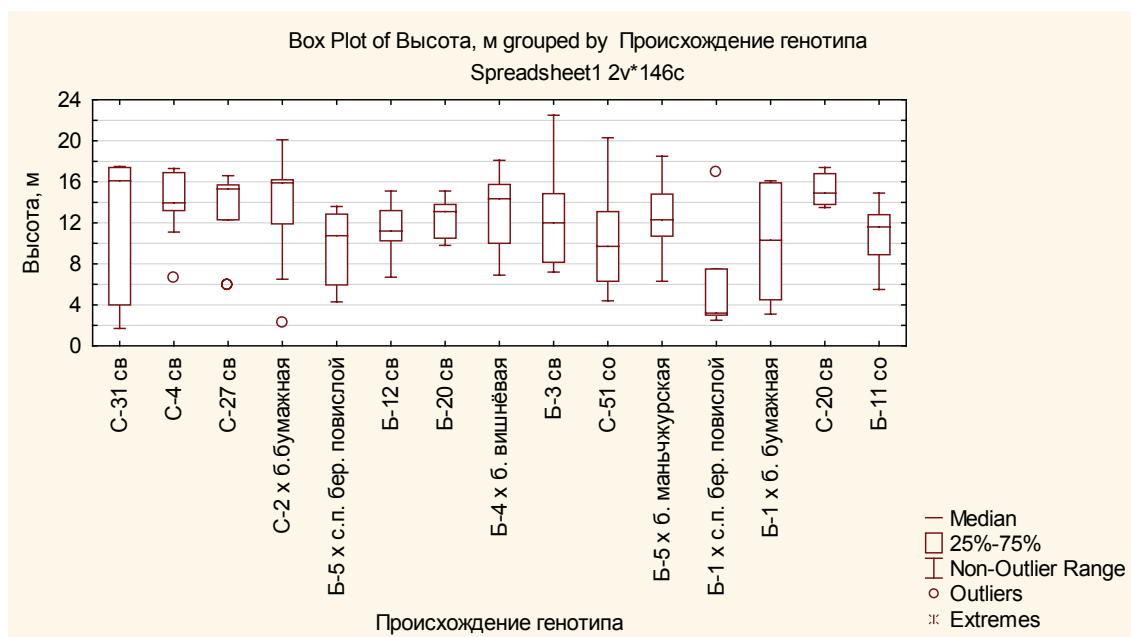 Box Plot of Высота, м grouped by Происхождение генотипа
Spreadsheet1 2v*146c
Высота, м
24
20
16
12
8
4
0
С-31 св
С-4 св
С-27 св
С-2 х б.бумажная
Б-5 х с.п. бер. повислой
Б-12 св
Б-20 св
Б-4 х б. вишнёвая
Б-3 св
С-51 со
Б-5 х б. маньчжурская
Б-1 х с.п. бер. повислой
Б-1 х б. бумажная
С-20 св
Б-11 со
Происхождение генотипа
Median
25%-75%
Non-Outlier Range
Outliers
Extremes